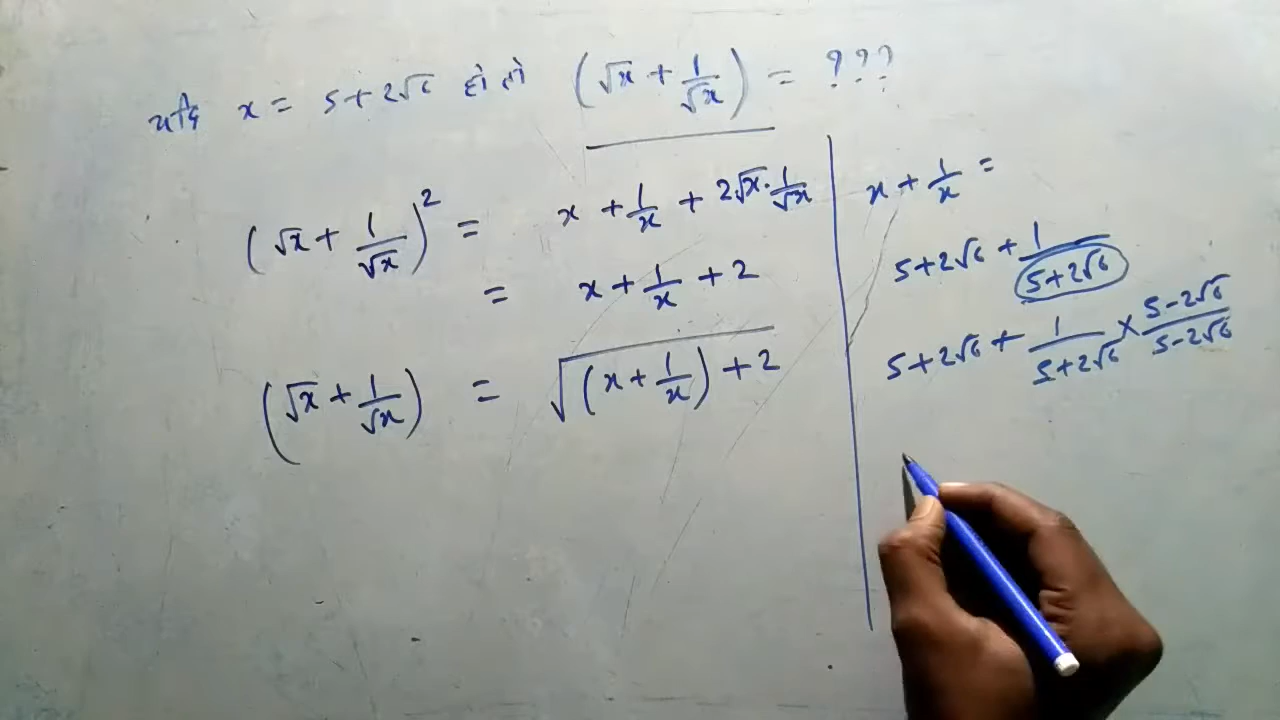 यदि x = 5+2√6 हो तो (√x + 1/√x) = ???
(√x + 1/√x)² = x + 1/x + 2√x·1/√x
= x + 1/x + 2
(√x + 1/√x) = √((x + 1/x) + 2)
x + 1/x =
5+2√6 + 1/(5+2√6)
5+2√6 + 1/(5+2√6) × (5-2√6)/(5-2√6)